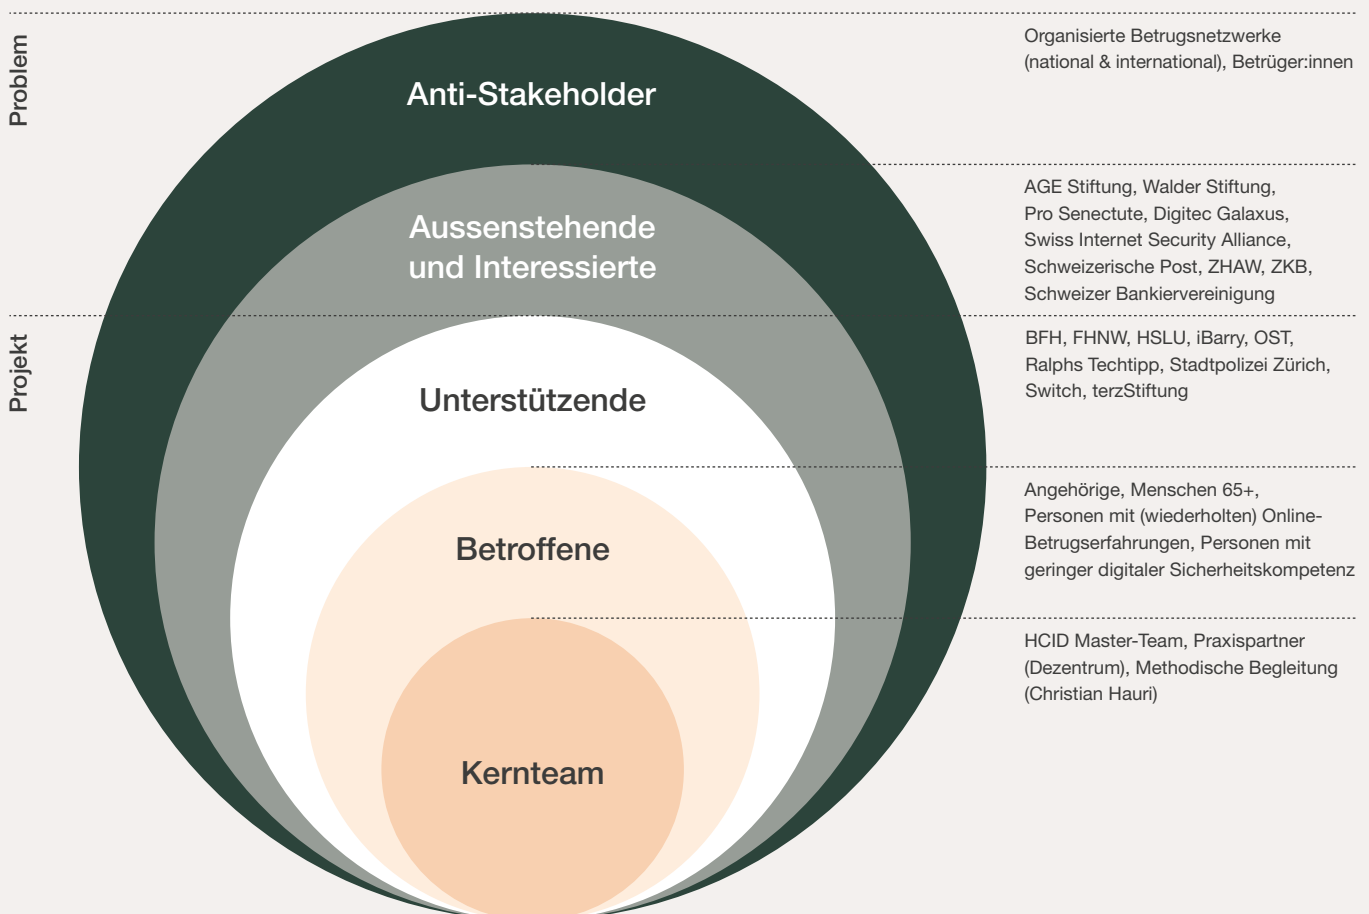 Problem
Anti-Stakeholder
Organisierte Betrugsnetzwerke
(national & international), Betrüger:innen
Aussenstehende
und Interessierte
AGE Stiftung, Walder Stiftung,
Pro Senectute, Digitec Galaxus,
Swiss Internet Security Alliance,
Schweizerische Post, ZHAW, ZKB,
Schweizer Bankiervereinigung
Projekt
Unterstützende
BFH, FHNW, HSLU, iBarry, OST,
Ralphs Techtipp, Stadtpolizei Zürich,
Switch, terzStiftung
Betroffene
Angehörige, Menschen 65+,
Personen mit (wiederholten) Online-
Betrugserfahrungen, Personen mit
geringer digitaler Sicherheitskompetenz
Kernteam
HCID Master-Team, Praxispartner
(Dezentrum), Methodische Begleitung
(Christian Hauri)